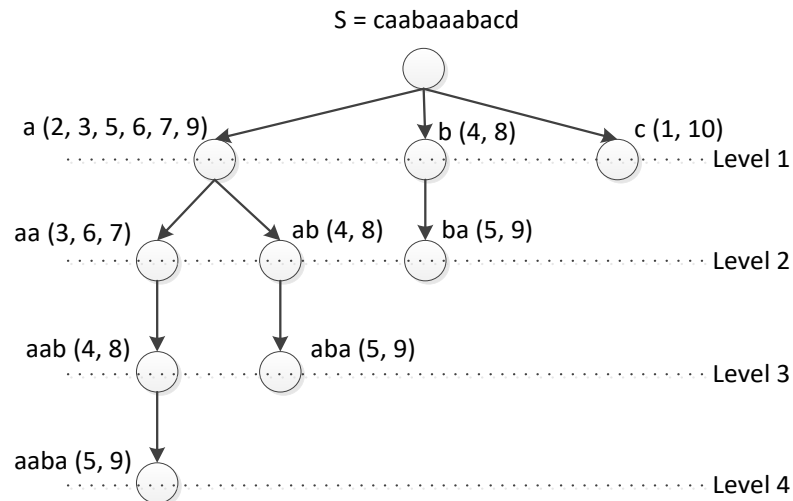 S = caabaaabacd
a (2, 3, 5, 6, 7, 9)
b (4, 8)
c (1, 10)
Level 1
aa (3, 6, 7)
ab (4, 8)
ba (5, 9)
Level 2
aab (4, 8)
aba (5, 9)
Level 3
aaba (5, 9)
Level 4